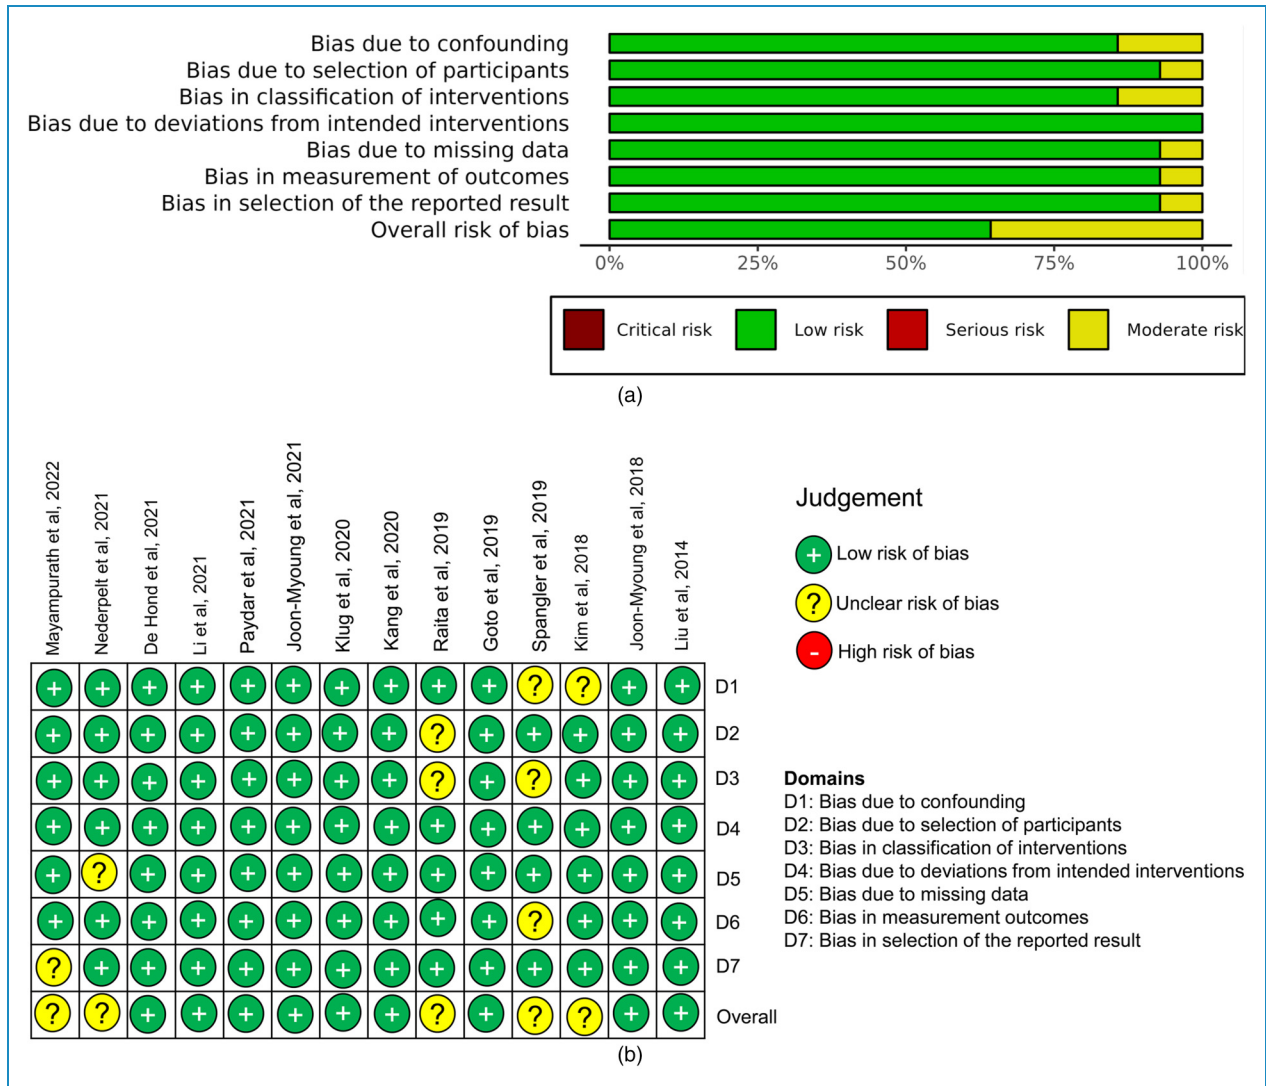 Bias due to confounding
Bias due to selection of participants
Bias in classification of interventions
Bias due to deviations from intended interventions
Bias due to missing data
Bias in measurement of outcomes
Bias in selection of the reported result
Overall risk of bias
0% 25% 50% 75% 100%
Critical risk Low risk Serious risk Moderate risk
(a)
Mayampurath et al, 2022
Nederpelt et al, 2021
De Hond et al, 2021
Li et al, 2021
Paydar et al, 2021
Joon-Myoung et al, 2021
Klug et al, 2020
Kang et al, 2020
Raita et al, 2019
Goto et al, 2019
Spangler et al, 2019
Kim et al, 2018
Joon-Myoung et al, 2018
Liu et al, 2014
+ + + + + + + + + + ? ? + + D1
+ + + + + + + + ? + + + + + D2
+ + + + + + + + ? + ? + + + D3
+ + + + + + + + + + + + + + D4
+ ? + + + + + + + + + + + + D5
+ + + + + + + + + + ? + + + D6
? + + + + + + + + + + + + + D7
? ? + + + + + + ? + ? ? + + Overall
Judgement
+ Low risk of bias
? Unclear risk of bias
- High risk of bias
Domains
D1: Bias due to confounding
D2: Bias due to selection of participants
D3: Bias in classification of interventions
D4: Bias due to deviations from intended interventions
D5: Bias due to missing data
D6: Bias in measurement outcomes
D7: Bias in selection of the reported result
(b)